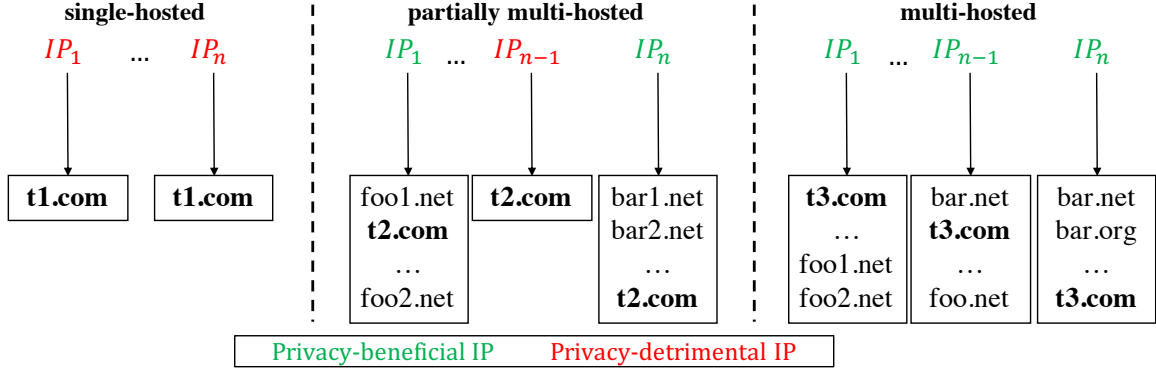 single-hosted partially multi-hosted multi-hosted
IP₁ ... IPₙ IP₁ ... IPₙ₋₁ IPₙ IP₁ ... IPₙ₋₁ IPₙ
t1.com t1.com foo1.net t2.com bar1.net t3.com bar.net bar.net
t2.com bar2.net … t3.com bar.org
… … foo1.net … …
foo2.net t2.com foo2.net foo.net t3.com
Privacy-beneficial IP Privacy-detrimental IP